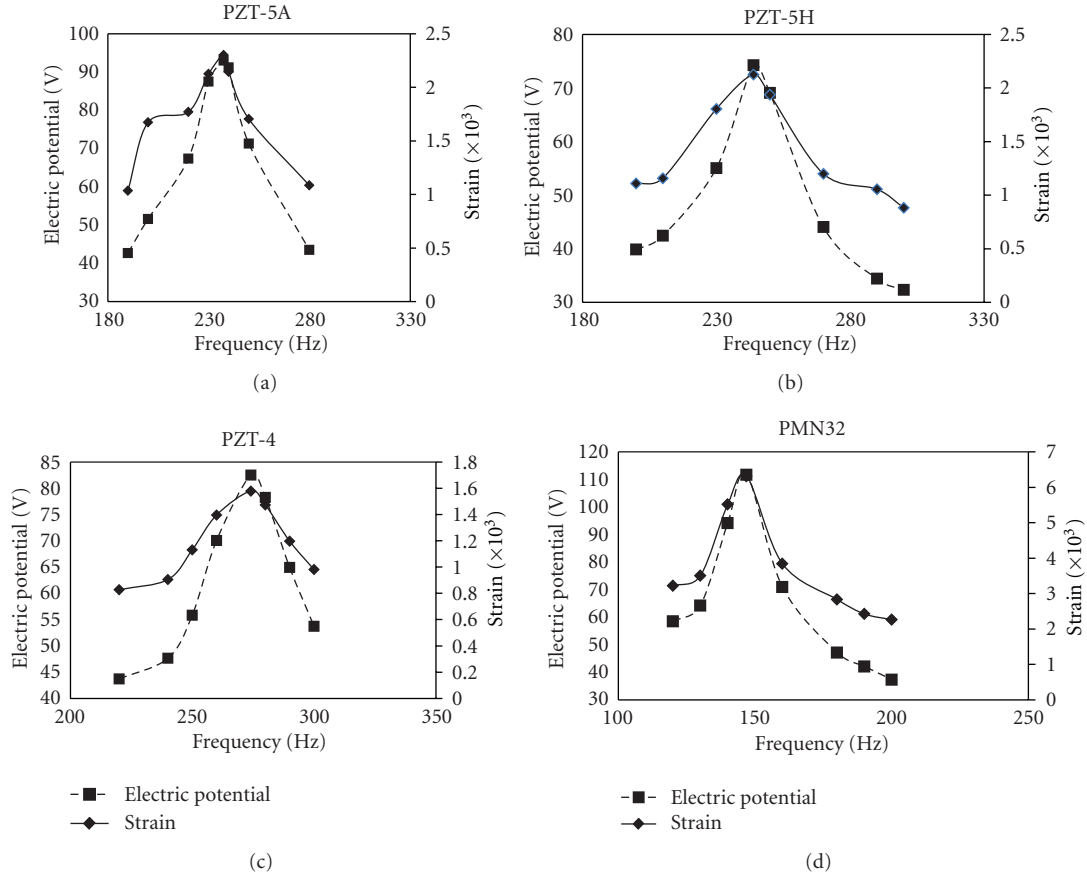 PZT-5A
100
90
80
70
60
50
40
30
Electric potential (V)
2.5
2
1.5
1
0.5
0
Strain (×10³)
180 230 280 330
Frequency (Hz)
(a)
PZT-5H
80
70
60
50
40
30
Electric potential (V)
2.5
2
1.5
1
0.5
0
Strain (×10³)
180 230 280 330
Frequency (Hz)
(b)
PZT-4
85
80
75
70
65
60
55
50
45
40
Electric potential (V)
1.8
1.6
1.4
1.2
1
0.8
0.6
0.4
0.2
0
Strain (×10³)
200 250 300 350
Frequency (Hz)
Electric potential
Strain
(c)
PMN32
120
110
100
90
80
70
60
50
40
30
Electric potential (V)
7
6
5
4
3
2
1
0
Strain (×10³)
100 150 200 250
Frequency (Hz)
Electric potential
Strain
(d)